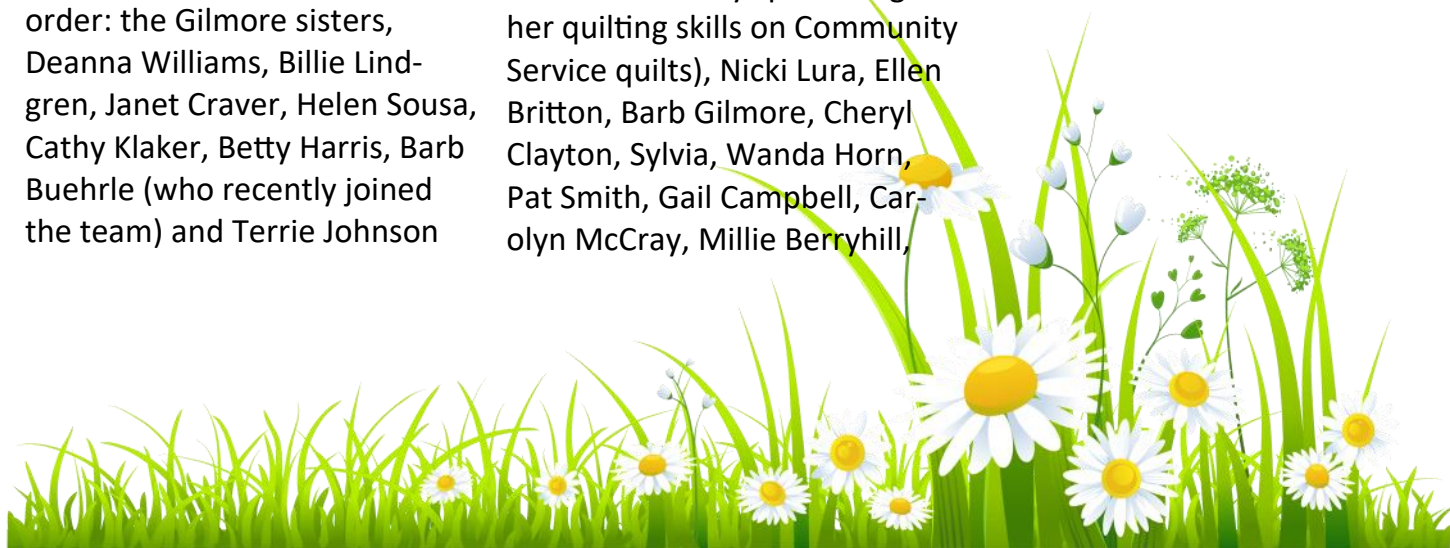 order: the Gilmore sisters,
Deanna Williams, Billie Lind-
gren, Janet Craver, Helen Sousa,
Cathy Klaker, Betty Harris, Barb
Buehrle (who recently joined
the team) and Terrie Johnson
her quilting skills on Community
Service quilts), Nicki Lura, Ellen
Britton, Barb Gilmore, Cheryl
Clayton, Sylvia, Wanda Horn,
Pat Smith, Gail Campbell, Car-
olyn McCray, Millie Berryhill,